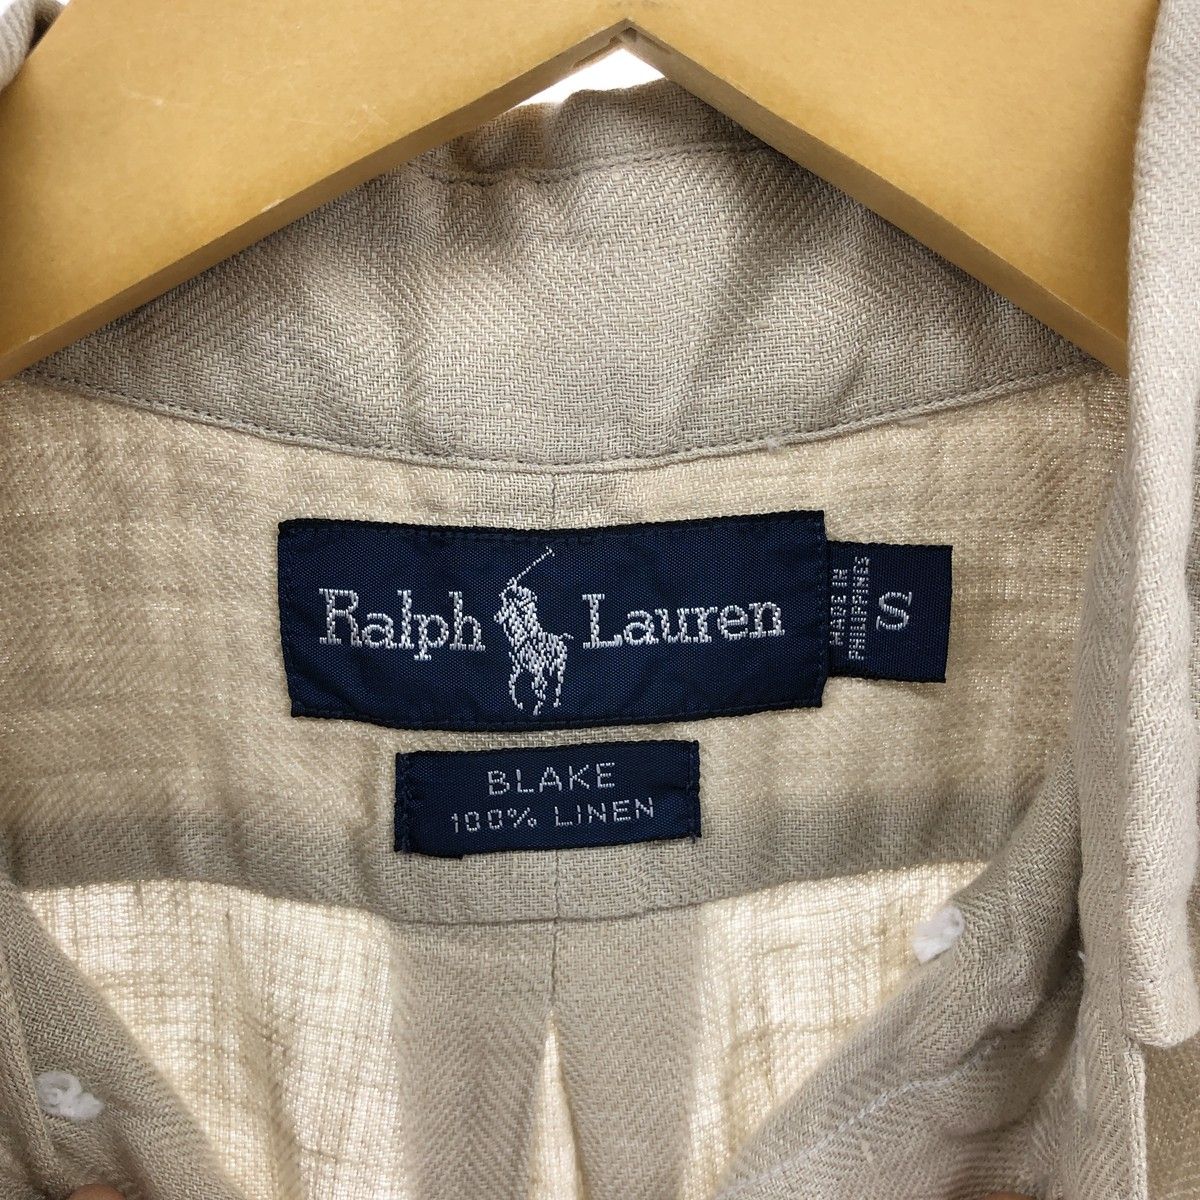 Ralph Lauren
MADE IN
PHILIPPINES
S
BLAKE
100% LINEN